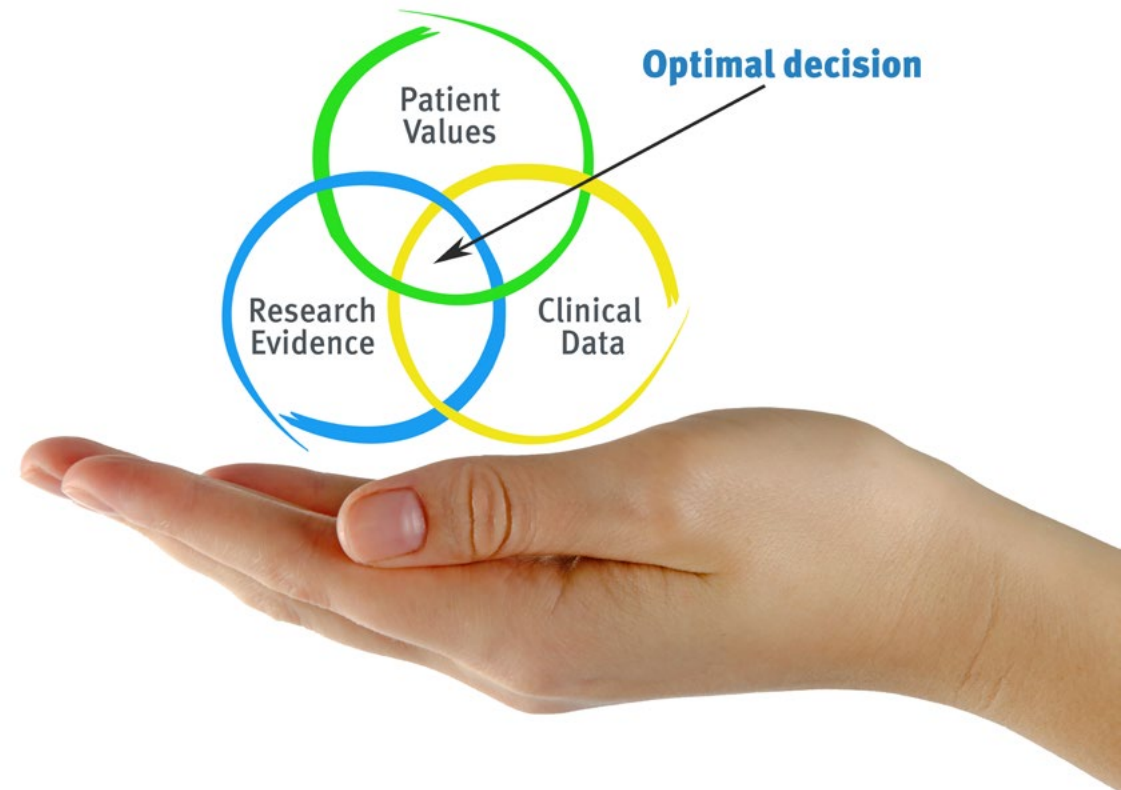 Optimal decision
Patient
Values
Research
Evidence
Clinical
Data